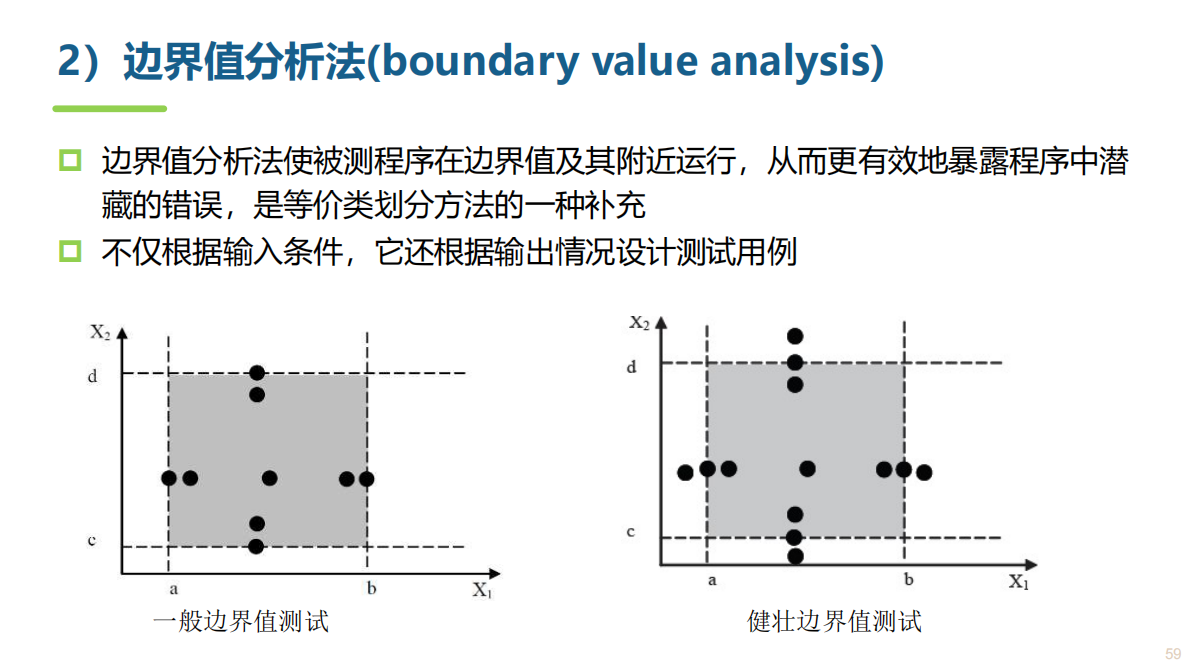 2）边界值分析法(boundary value analysis)
边界值分析法使被测程序在边界值及其附近运行，从而更有效地暴露程序中潜
藏的错误，是等价类划分方法的一种补充
不仅根据输入条件，它还根据输出情况设计测试用例
X₂
d
c
a
b
X₁
一般边界值测试
X₂
d
c
a
b
X₁
健壮边界值测试
59